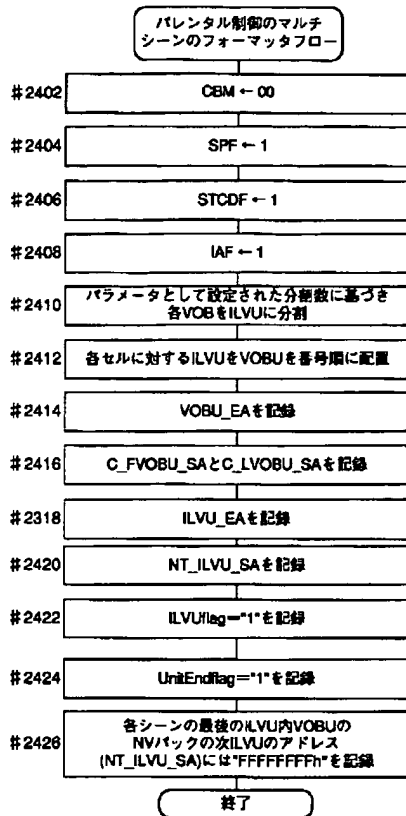 パレンタル制御のマルチ
シーンのフォーマッタフロー
#2402
CBM ← 00
#2404
SPF ← 1
#2406
STCDF ← 1
#2408
IAF ← 1
#2410
パラメータとして設定された分割数に基づき
各VOBをILVUに分割
#2412
各セルに対するILVUをVOBUを番号順に配置
#2414
VOBU_EAを記録
#2416
C_FVOBU_SAとC_LVOBU_SAを記録
#2318
ILVU_EAを記録
#2420
NT_ILVU_SAを記録
#2422
ILVUflag="1"を記録
#2424
UnitEndflag="1"を記録
#2426
各シーンの最後のILVU内VOBUの
NVパックの次ILVUのアドレス
(NT_ILVU_SA)には"FFFFFFFFh"を記録
終了